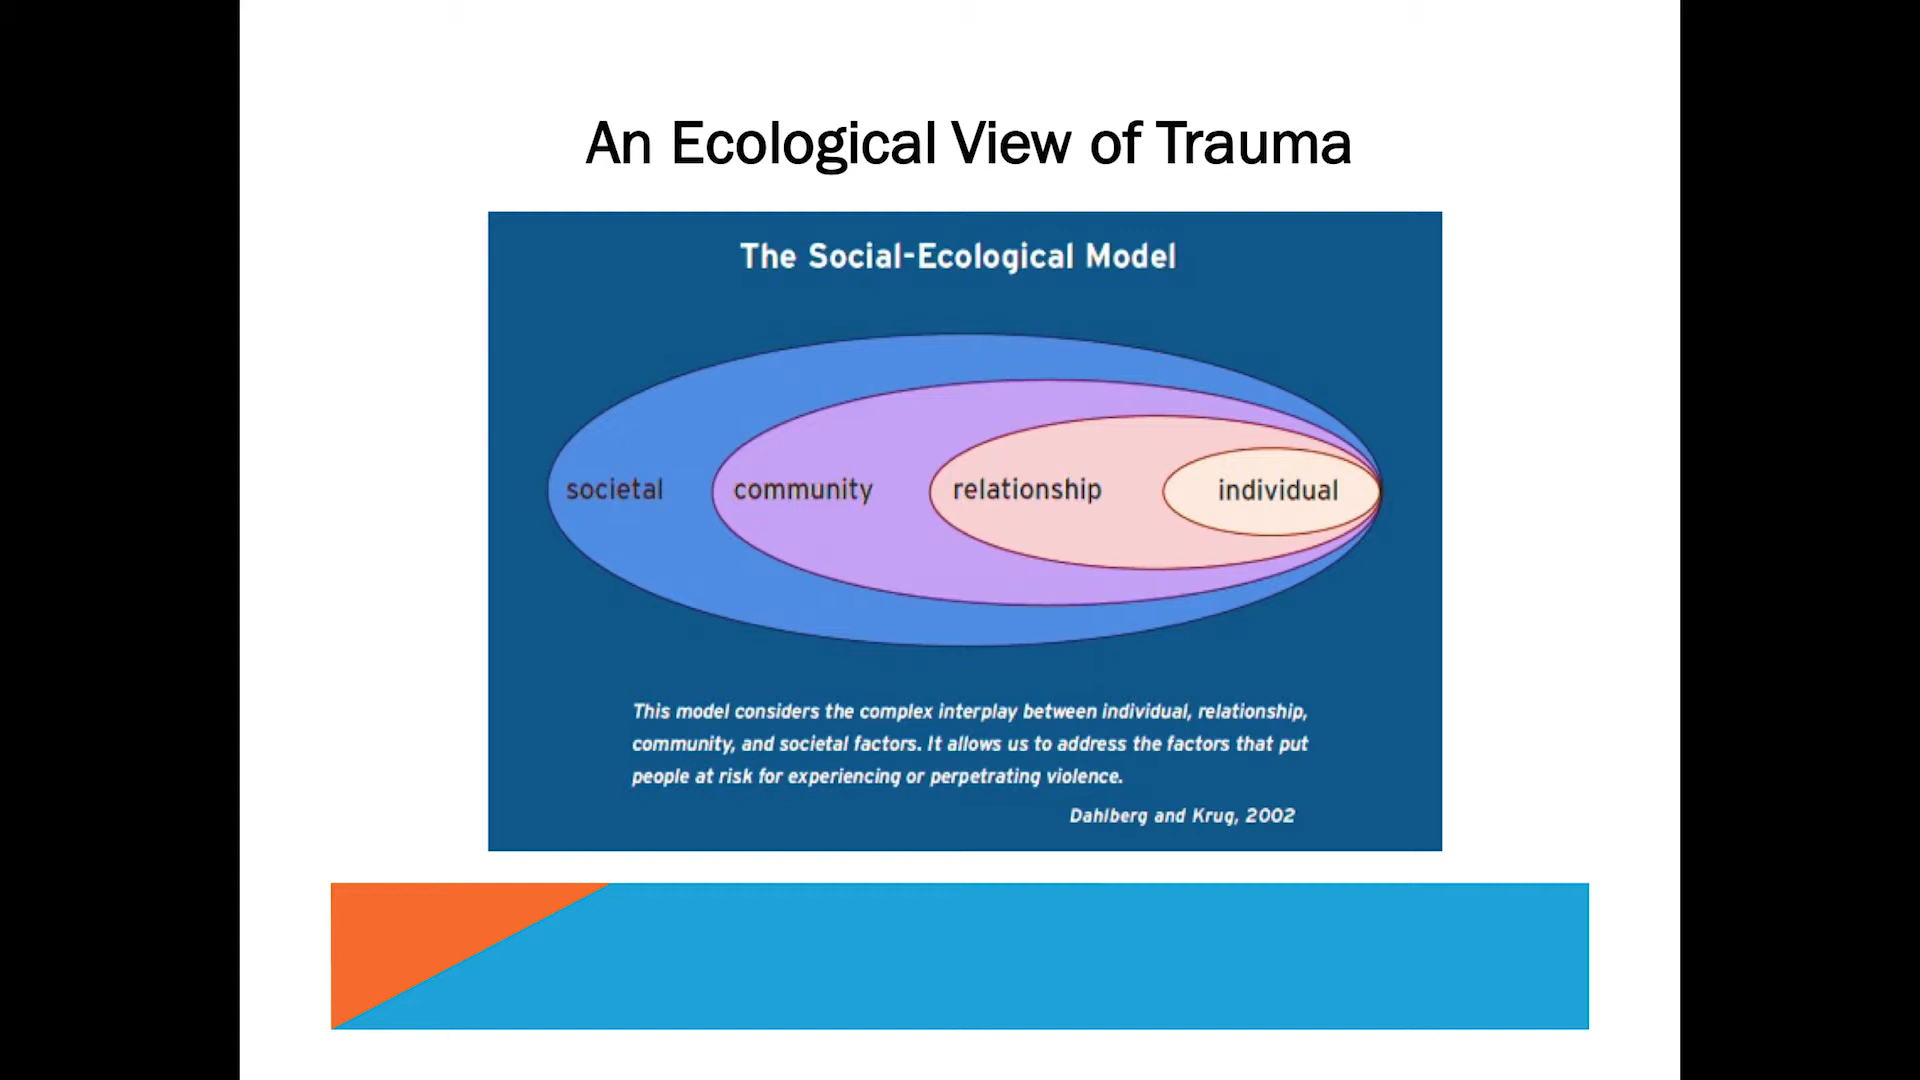 An Ecological View of Trauma
The Social-Ecological Model
societal community relationship individual
This model considers the complex interplay between individual, relationship,
community, and societal factors. It allows us to address the factors that put
people at risk for experiencing or perpetrating violence.
Dahlberg and Krug, 2002